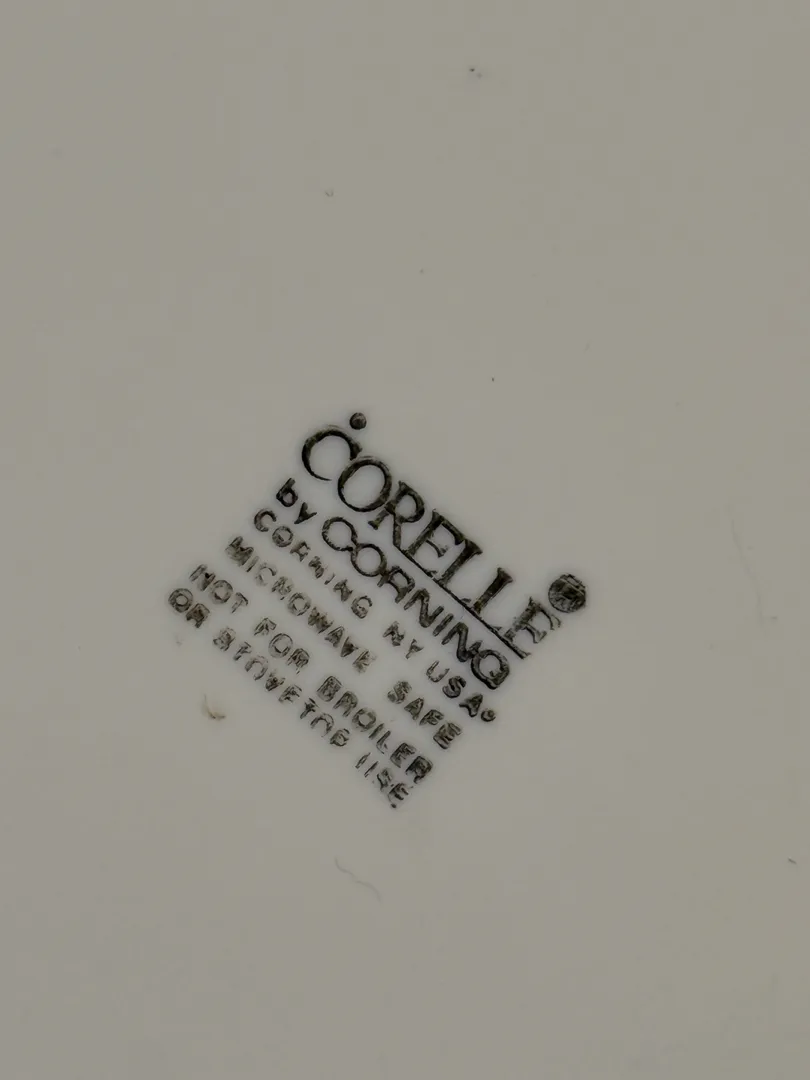 CORELLE®
by CORNING
CORNING NY USA
MICROWAVE SAFE
NOT FOR BROILER
OR STOVETOP USE